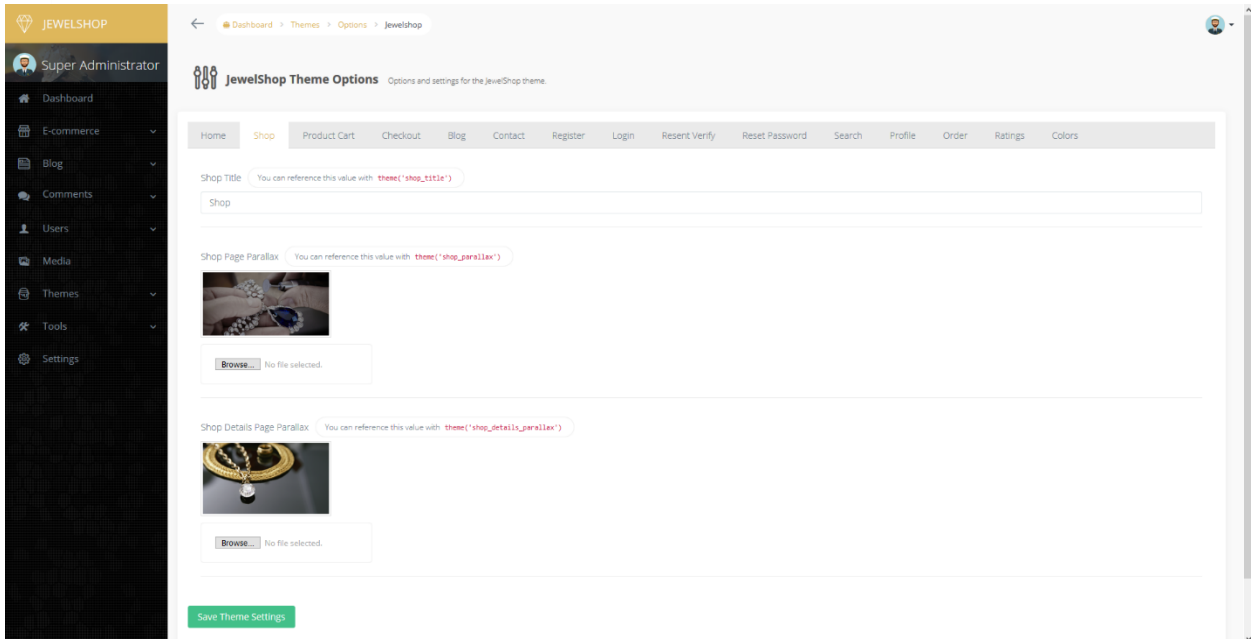 JEWELSHOP
Dashboard > Themes > Options > Jewelshop
Super Administrator
JewelShop Theme Options Options and settings for the JewelShop theme.
Dashboard
E-commerce
Blog
Comments
Users
Media
Themes
Tools
Settings
Home Shop Product Cart Checkout Blog Contact Register Login Resent Verify Reset Password Search Profile Order Ratings Colors
Shop Title You can reference this value with theme('shop_title')
Shop
Shop Page Parallax You can reference this value with theme('shop_parallax')
Browse... No file selected.
Shop Details Page Parallax You can reference this value with theme('shop_details_parallax')
Browse... No file selected.
Save Theme Settings